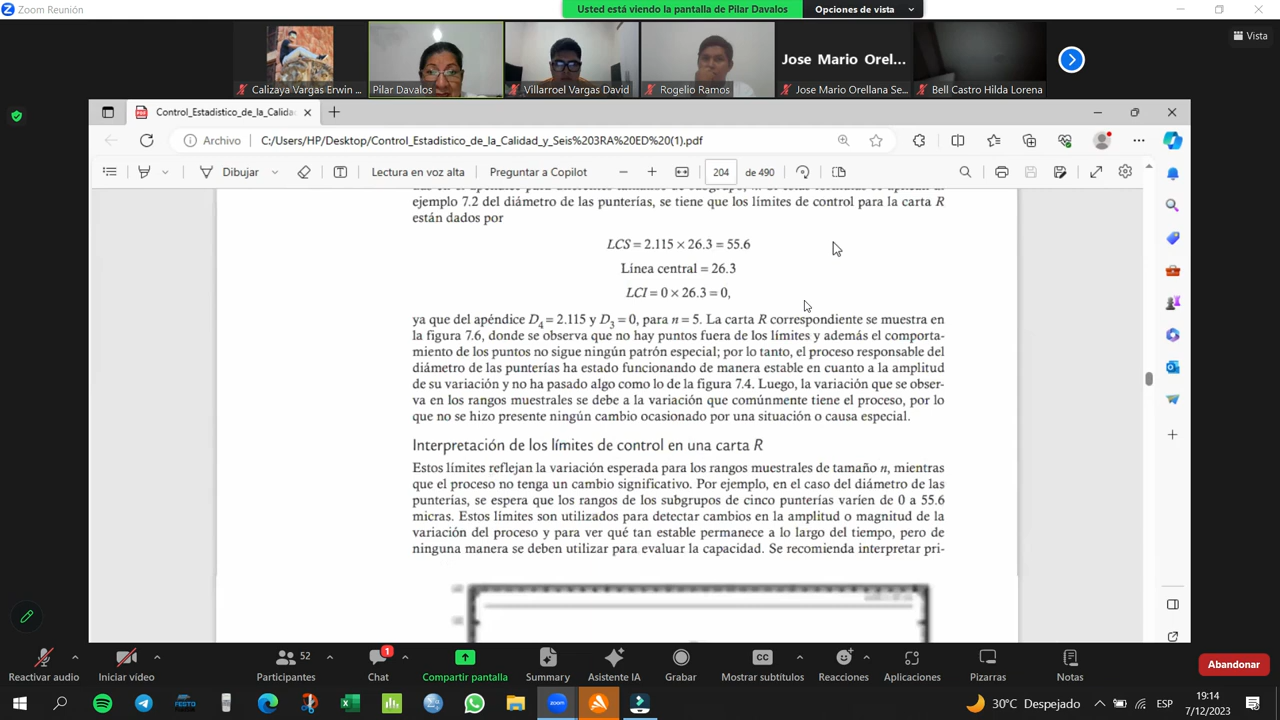 Zoom Reunión
Usted está viendo la pantalla de Pilar Davalos
Opciones de vista
Vista
Jose Mario Orel...
Calizaya Vargas Erwin ...
Pilar Davalos
Villarroel Vargas David
Rogelio Ramos
Jose Mario Orellana Se...
Bell Castro Hilda Lorena
Control_Estadistico_de_la_Calida
Archivo
C:/Users/HP/Desktop/Control_Estadistico_de_la_Calidad_y_Seis%203RA%20ED%20(1).pdf
Dibujar
Lectura en voz alta
Preguntar a Copilot
204 de 490
ejemplo 7.2 del diámetro de las punterías, se tiene que los límites de control para la carta R
están dados por
LCS = 2.115 × 26.3 = 55.6
Línea central = 26.3
LCI = 0 × 26.3 = 0,
ya que del apéndice D4 = 2.115 y D3 = 0, para n = 5. La carta R correspondiente se muestra en
la figura 7.6, donde se observa que no hay puntos fuera de los límites y además el comporta-
miento de los puntos no sigue ningún patrón especial; por lo tanto, el proceso responsable del
diámetro de las punterías ha estado funcionando de manera estable en cuanto a la amplitud
de su variación y no ha pasado algo como lo de la figura 7.4. Luego, la variación que se obser-
va en los rangos muestrales se debe a la variación que comúnmente tiene el proceso, por lo
que no se hizo presente ningún cambio ocasionado por una situación o causa especial.
Interpretación de los límites de control en una carta R
Estos límites reflejan la variación esperada para los rangos muestrales de tamaño n, mientras
que el proceso no tenga un cambio significativo. Por ejemplo, en el caso del diámetro de las
punterías, se espera que los rangos de los subgrupos de cinco punterías varíen de 0 a 55.6
micras. Estos límites son utilizados para detectar cambios en la amplitud o magnitud de la
variación del proceso y para ver qué tan estable permanece a lo largo del tiempo, pero de
ninguna manera se deben utilizar para evaluar la capacidad. Se recomienda interpretar pri-
52
1
Reactivar audio
Iniciar video
Participantes
Chat
Compartir pantalla
Summary
Asistente IA
Grabar
Mostrar subtítulos
Reacciones
Aplicaciones
Pizarras
Notas
Abandonar
FESTO
zoom
30°C Despejado
ESP
19:14
7/12/2023